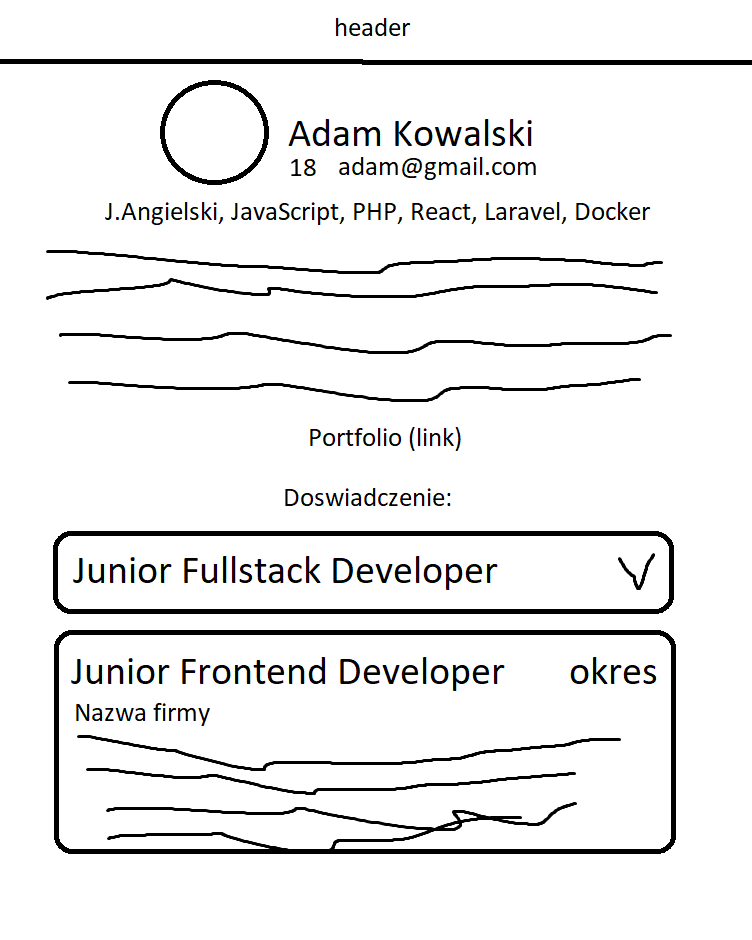 header
Adam Kowalski
18 adam@gmail.com
J.Angielski, JavaScript, PHP, React, Laravel, Docker
Portfolio (link)
Doswiadczenie:
Junior Fullstack Developer
Junior Frontend Developer okres
Nazwa firmy